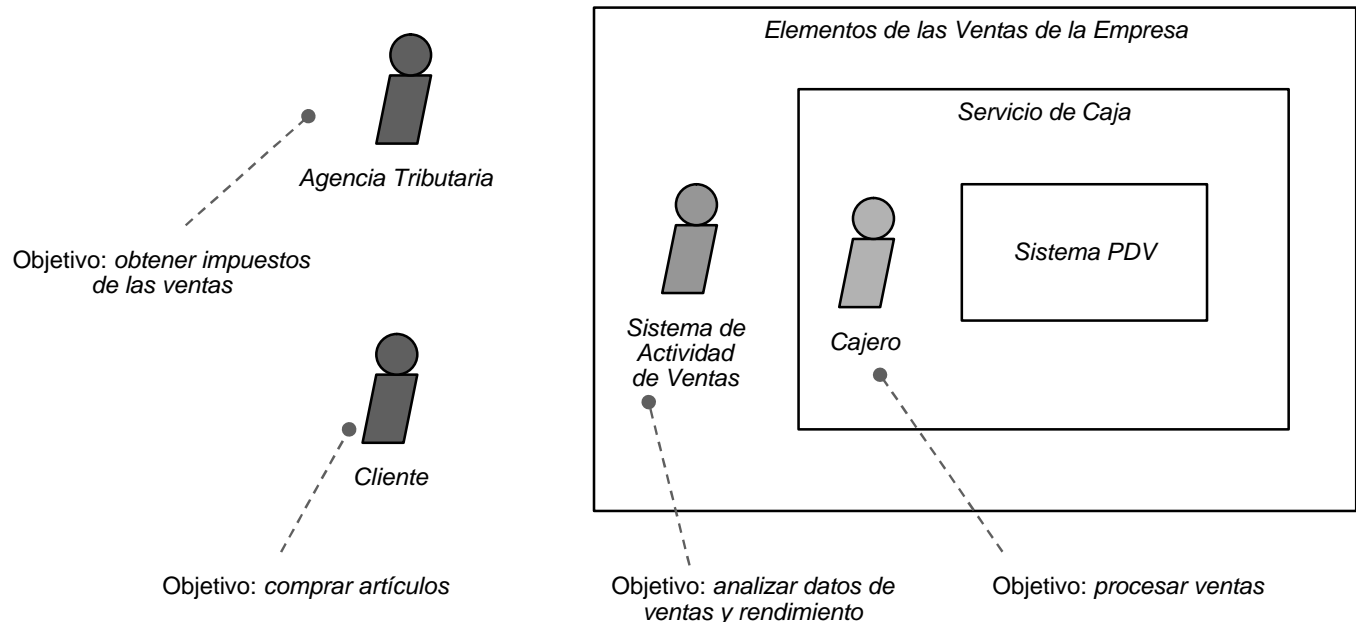 Elementos de las Ventas de la Empresa
Servicio de Caja
Agencia Tributaria
Sistema PDV
Objetivo: obtener impuestos
de las ventas
Sistema de
Actividad
de Ventas
Cajero
Cliente
Objetivo: comprar artículos
Objetivo: analizar datos de
ventas y rendimiento
Objetivo: procesar ventas